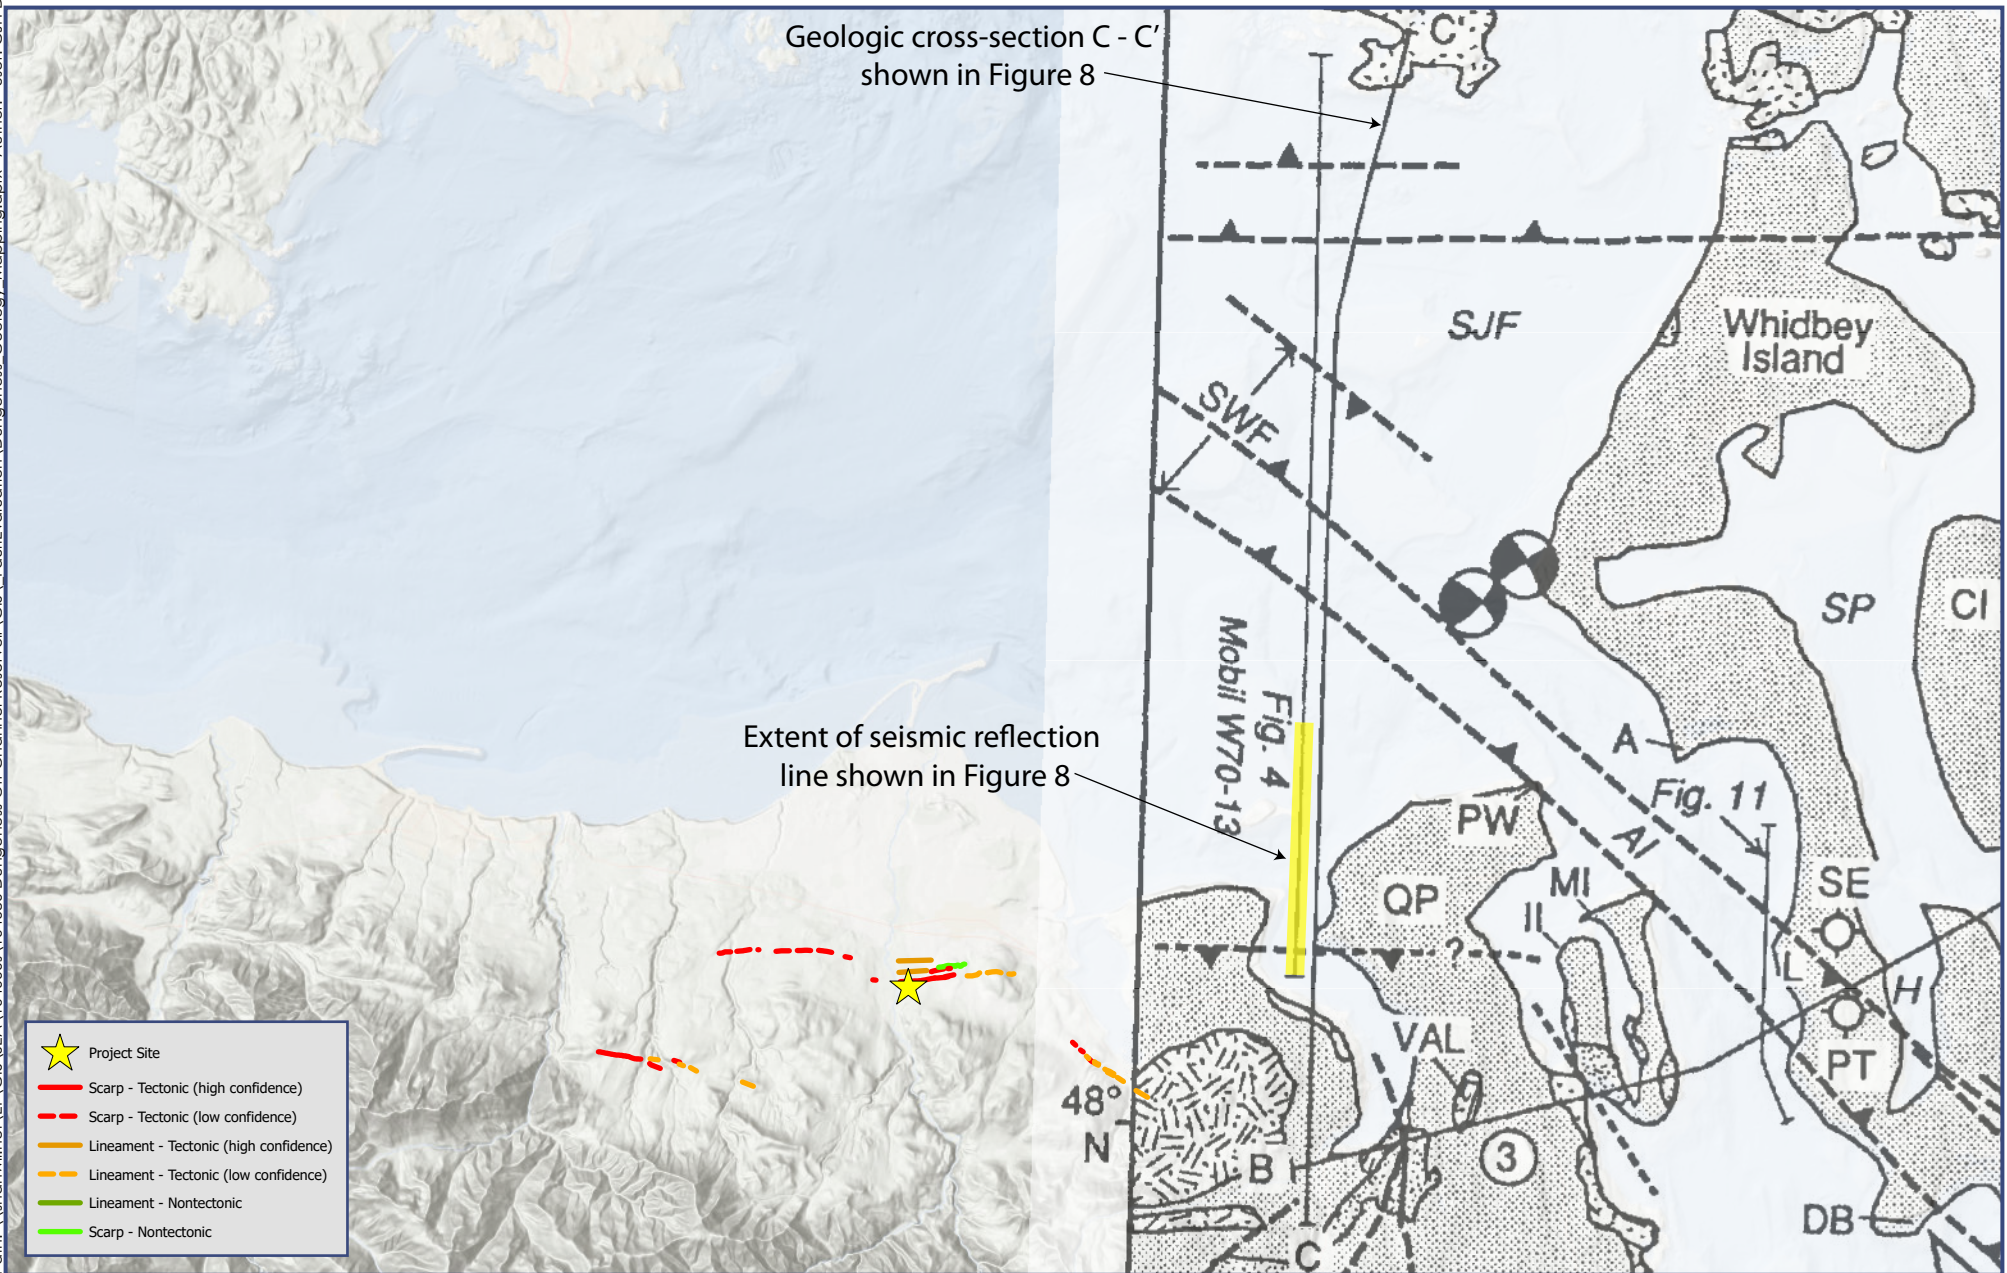 Geologic cross-section C - C'
shown in Figure 8
C'
SJF
Whidbey
Island
SWF
SP
CI
Mobil W70-13
Fig. 4
Extent of seismic reflection
line shown in Figure 8
A
Fig. 11
PW
AI
SE
QP
MI
II
?
L
H
VAL
PT
48°
N
B
3
C
DB
Project Site
Scarp - Tectonic (high confidence)
Scarp - Tectonic (low confidence)
Lineament - Tectonic (high confidence)
Lineament - Tectonic (low confidence)
Lineament - Nontectonic
Scarp - Nontectonic